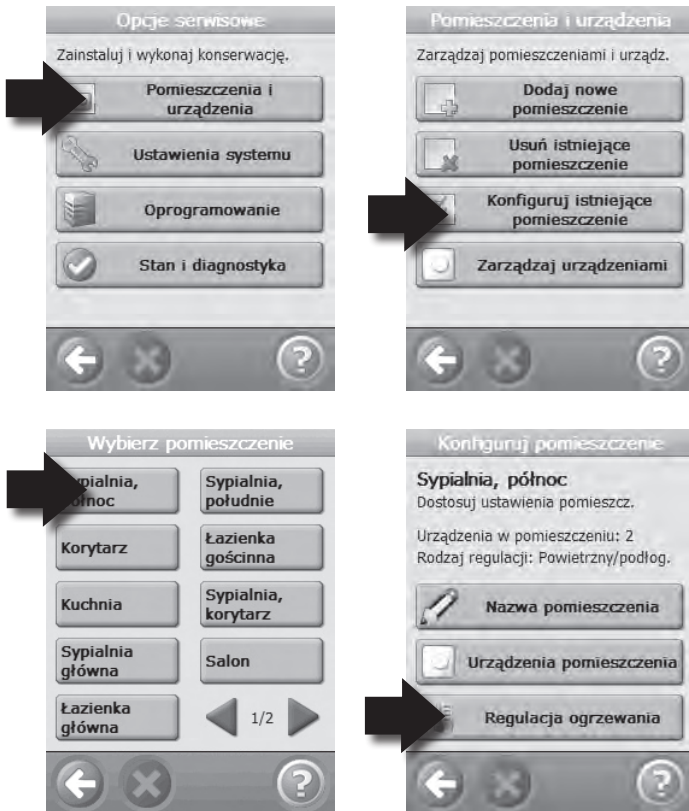 Opcje serwisowe
Zainstaluj i wykonaj konserwację.
Pomieszczenia i
urządzenia
Ustawienia systemu
Oprogramowanie
Stan i diagnostyka
?
Pomieszczenia i urządzenia
Zarządzaj pomieszczeniami i urządz.
Dodaj nowe
pomieszczenie
Usuń istniejące
pomieszczenie
Konfiguruj istniejące
pomieszczenie
Zarządzaj urządzeniami
?
Wybierz pomieszczenie
Sypialnia,
południe
Korytarz
Łazienka
gościnna
Kuchnia
Sypialnia,
korytarz
Sypialnia
główna
Salon
Łazienka
główna
1/2
?
Konfiguruj pomieszczenie
Sypialnia, północ
Dostosuj ustawienia pomieszcz.
Urządzenia w pomieszczeniu: 2
Rodzaj regulacji: Powietrzny/podłog.
Nazwa pomieszczenia
Urządzenia pomieszczenia
Regulacja ogrzewania
?